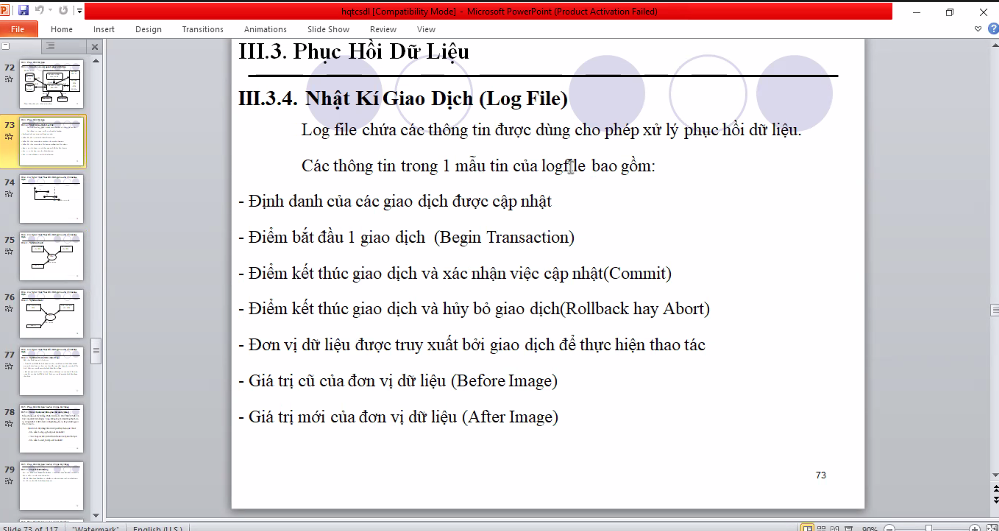 hqtcsdl [Compatibility Mode] - Microsoft PowerPoint (Product Activation Failed)
File Home Insert Design Transitions Animations Slide Show Review View
III.3. Phục Hồi Dữ Liệu
III.3.4. Nhật Kí Giao Dịch (Log File)
Log file chứa các thông tin được dùng cho phép xử lý phục hồi dữ liệu.
Các thông tin trong 1 mẫu tin của logfile bao gồm:
- Định danh của các giao dịch được cập nhật
- Điểm bắt đầu 1 giao dịch (Begin Transaction)
- Điểm kết thúc giao dịch và xác nhận việc cập nhật(Commit)
- Điểm kết thúc giao dịch và hủy bỏ giao dịch(Rollback hay Abort)
- Đơn vị dữ liệu được truy xuất bởi giao dịch để thực hiện thao tác
- Giá trị cũ của đơn vị dữ liệu (Before Image)
- Giá trị mới của đơn vị dữ liệu (After Image)
73
72
73
74
75
76
77
78
79
Slide 73 of 117 "Watermark" English (U.S.) 90%